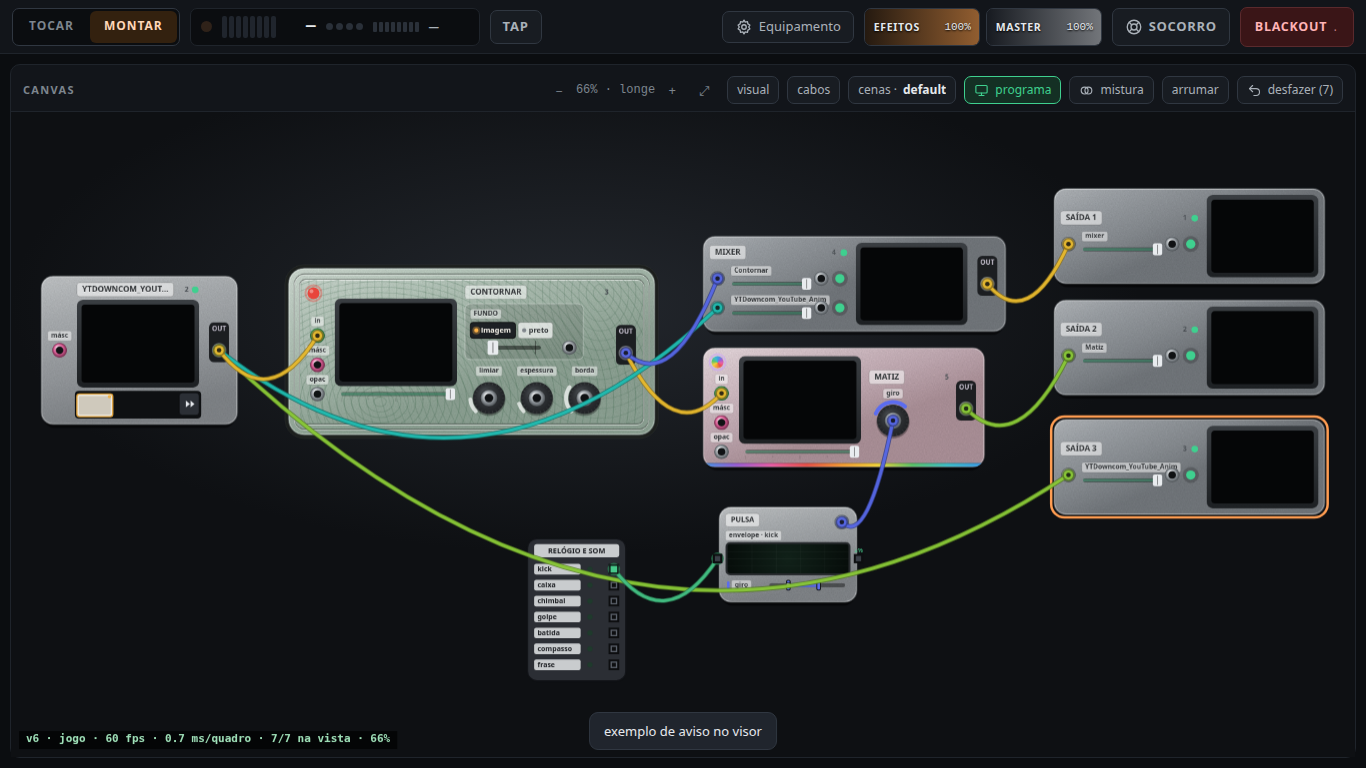 TOCAR
MONTAR
TAP
Equipamento
EFEITOS 100%
MASTER 100%
SOCORRO
BLACKOUT .
CANVAS
– 66% · longe +
visual
cabos
cenas · default
programa
mistura
arrumar
desfazer (7)
YTDOWNCOM_YOUT… 2
másc
OUT
CONTORNAR 3
FUNDO
imagem
preto
in
másc
opac
limiar
espessura
borda
OUT
MIXER 4
Contornar
YTDowncom_YouTube_Anim
OUT
MATIZ 5
in
giro
másc
opac
OUT
SAÍDA 1 1
mixer
SAÍDA 2 2
Matiz
SAÍDA 3 3
YTDowncom_YouTube_Anim
PULSA
envelope · kick
giro
RELÓGIO E SOM
kick
caixa
chimbal
golpe
batida
compasso
frase
exemplo de aviso no visor
v6 · jogo · 60 fps · 0.7 ms/quadro · 7/7 na vista · 66%